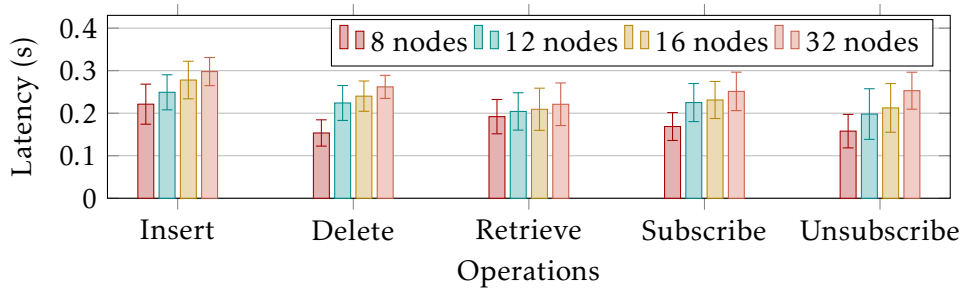 Latency (s)
0.4
0.3
0.2
0.1
0
8 nodes 12 nodes 16 nodes 32 nodes
Insert Delete Retrieve Subscribe Unsubscribe
Operations